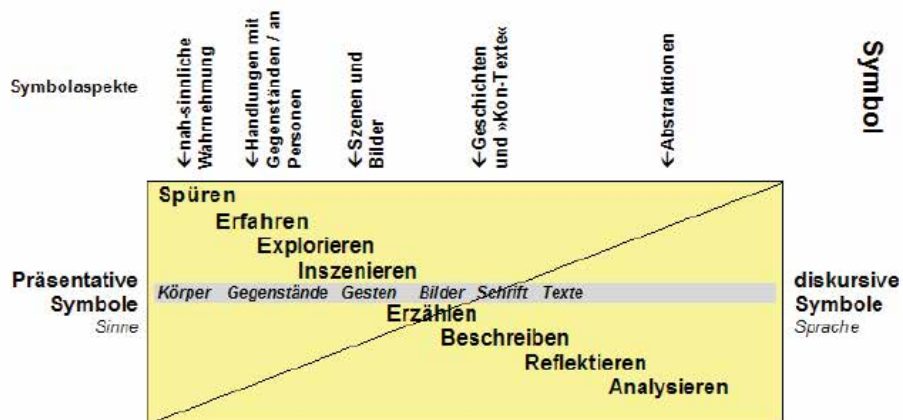 Symbolaspekte
←nah-sinnliche
Wahrnehmung
←Handlungen mit
Gegenständen / an
Personen
←Szenen und
Bilder
←Geschichten
und »Kon-Texte«
←Abstraktionen
Symbol
Spüren
Erfahren
Explorieren
Inszenieren
Präsentative
Symbole
Sinne
Körper Gegenstände Gesten Bilder Schrift Texte
diskursive
Symbole
Sprache
Erzählen
Beschreiben
Reflektieren
Analysieren